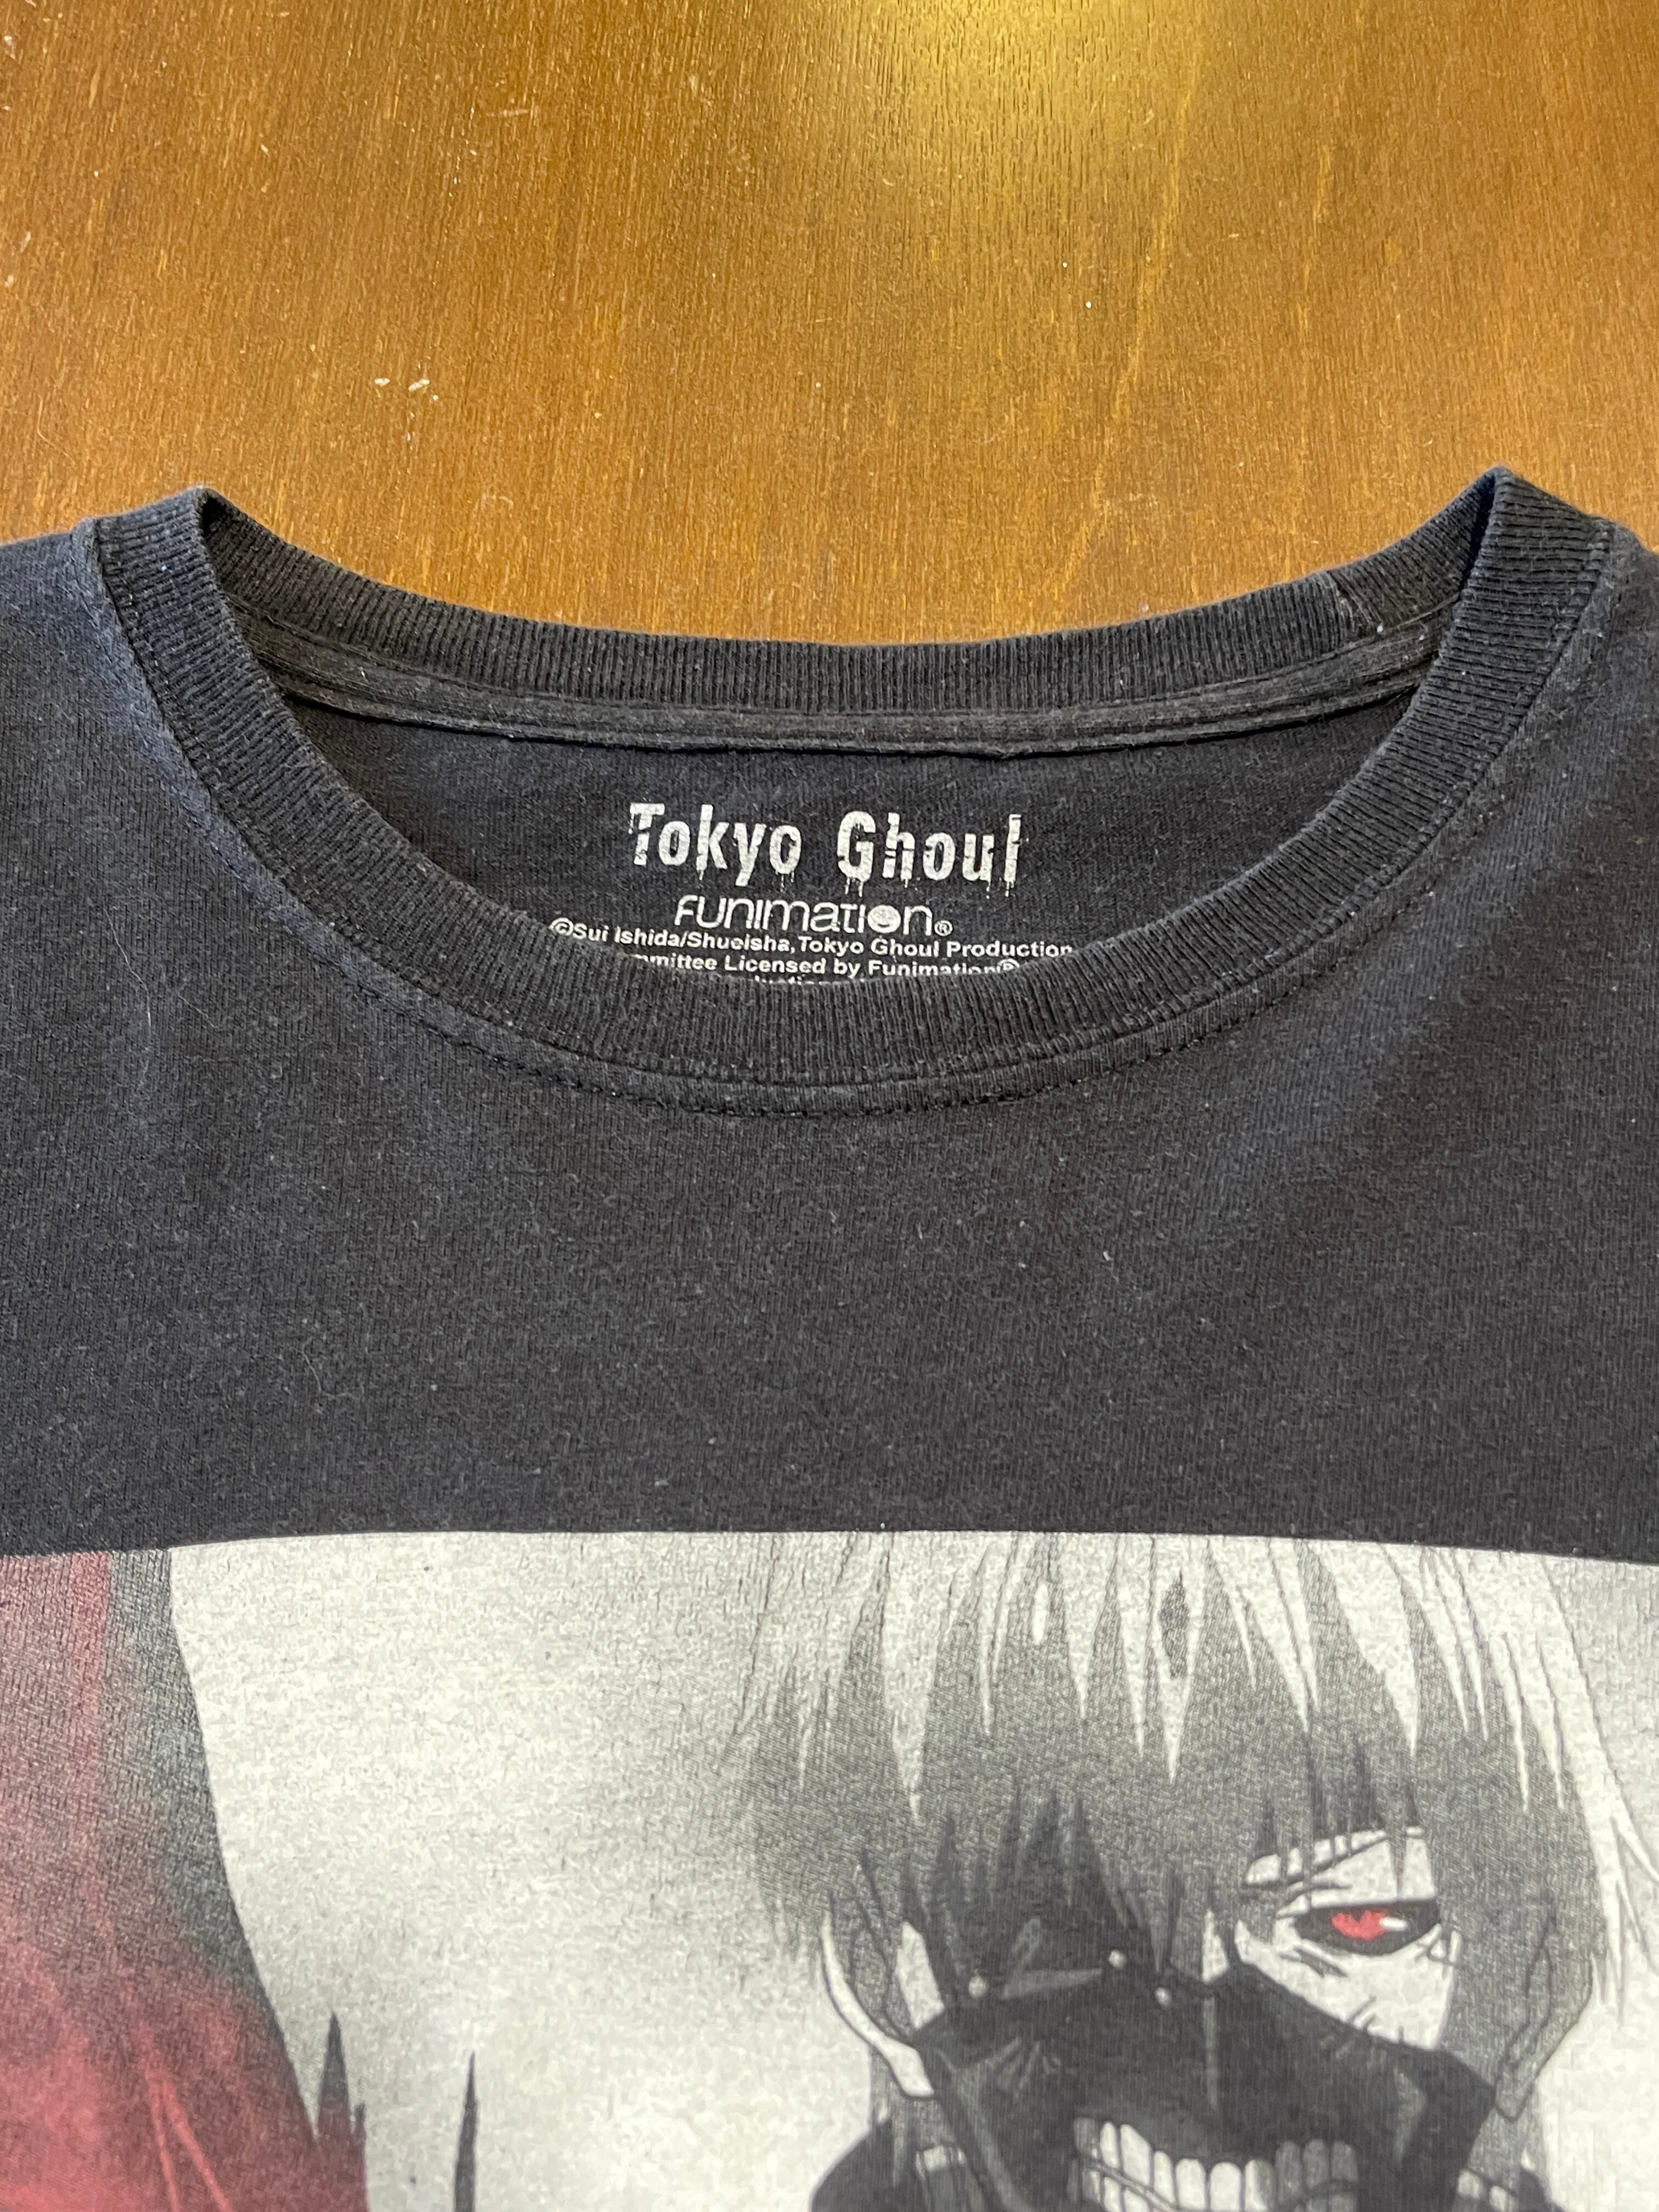 Tokyo Ghoul
FUNIMATION®
©Sui Ishida/Shueisha,Tokyo Ghoul Production
Licensed by Funimation®